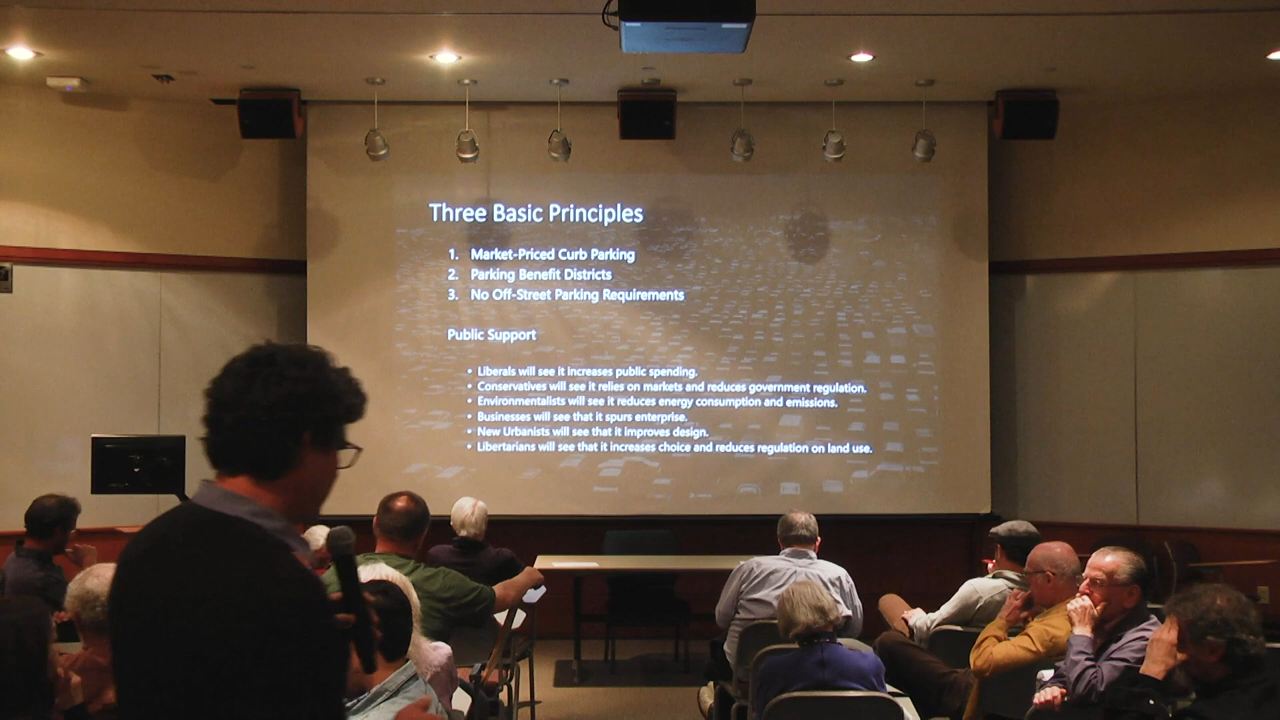 Three Basic Principles
1. Market-Priced Curb Parking
2. Parking Benefit Districts
3. No Off-Street Parking Requirements
Public Support
• Liberals will see it increases public spending.
• Conservatives will see it relies on markets and reduces government regulation.
• Environmentalists will see it reduces energy consumption and emissions.
• Businesses will see that it spurs enterprise.
• New Urbanists will see that it improves design.
• Libertarians will see that it increases choice and reduces regulation on land use.